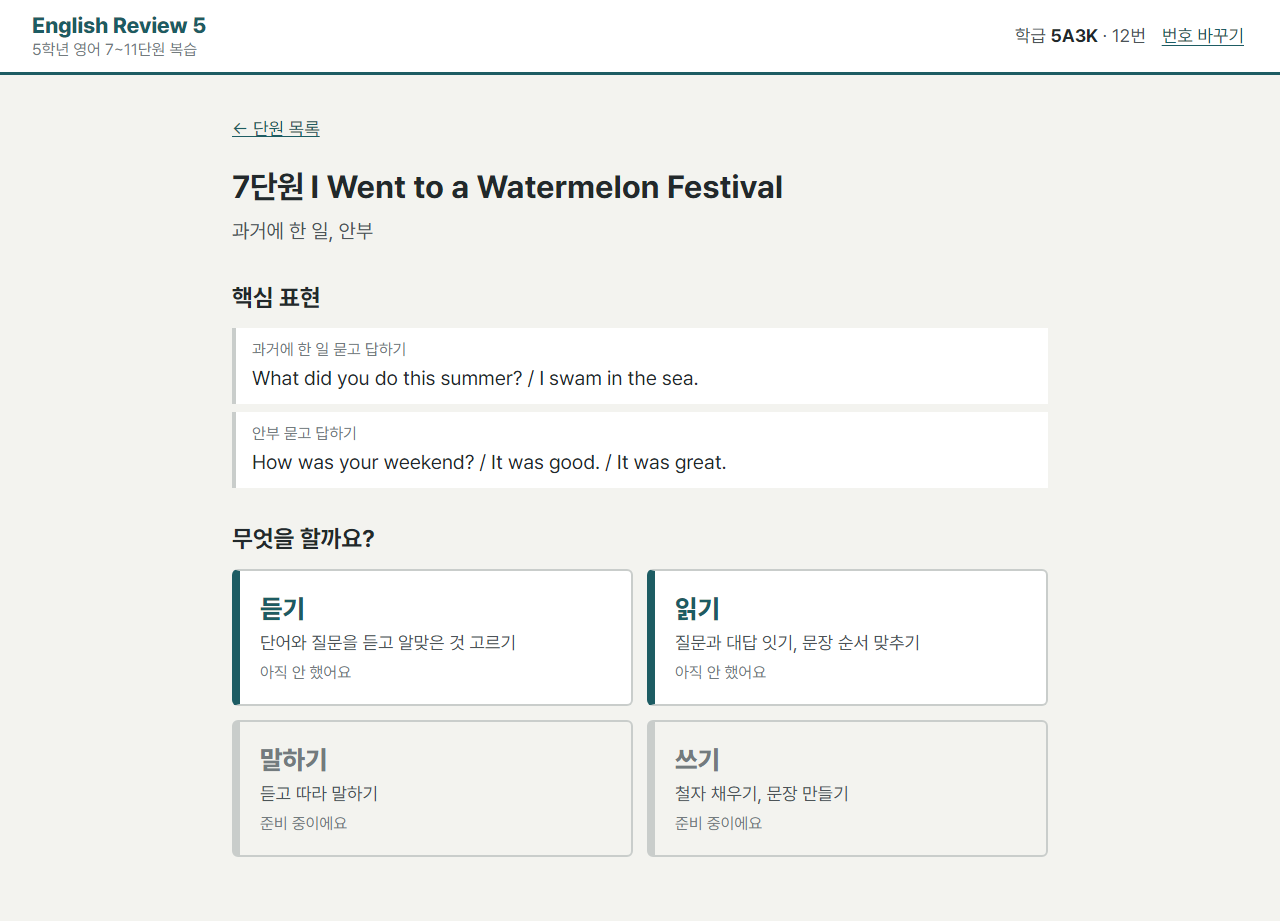 English Review 5
5학년 영어 7~11단원 복습
학급 5A3K · 12번 번호 바꾸기
← 단원 목록
7단원 I Went to a Watermelon Festival
과거에 한 일, 안부
핵심 표현
과거에 한 일 묻고 답하기
What did you do this summer? / I swam in the sea.
안부 묻고 답하기
How was your weekend? / It was good. / It was great.
무엇을 할까요?
듣기
단어와 질문을 듣고 알맞은 것 고르기
아직 안 했어요
읽기
질문과 대답 잇기, 문장 순서 맞추기
아직 안 했어요
말하기
듣고 따라 말하기
준비 중이에요
쓰기
철자 채우기, 문장 만들기
준비 중이에요